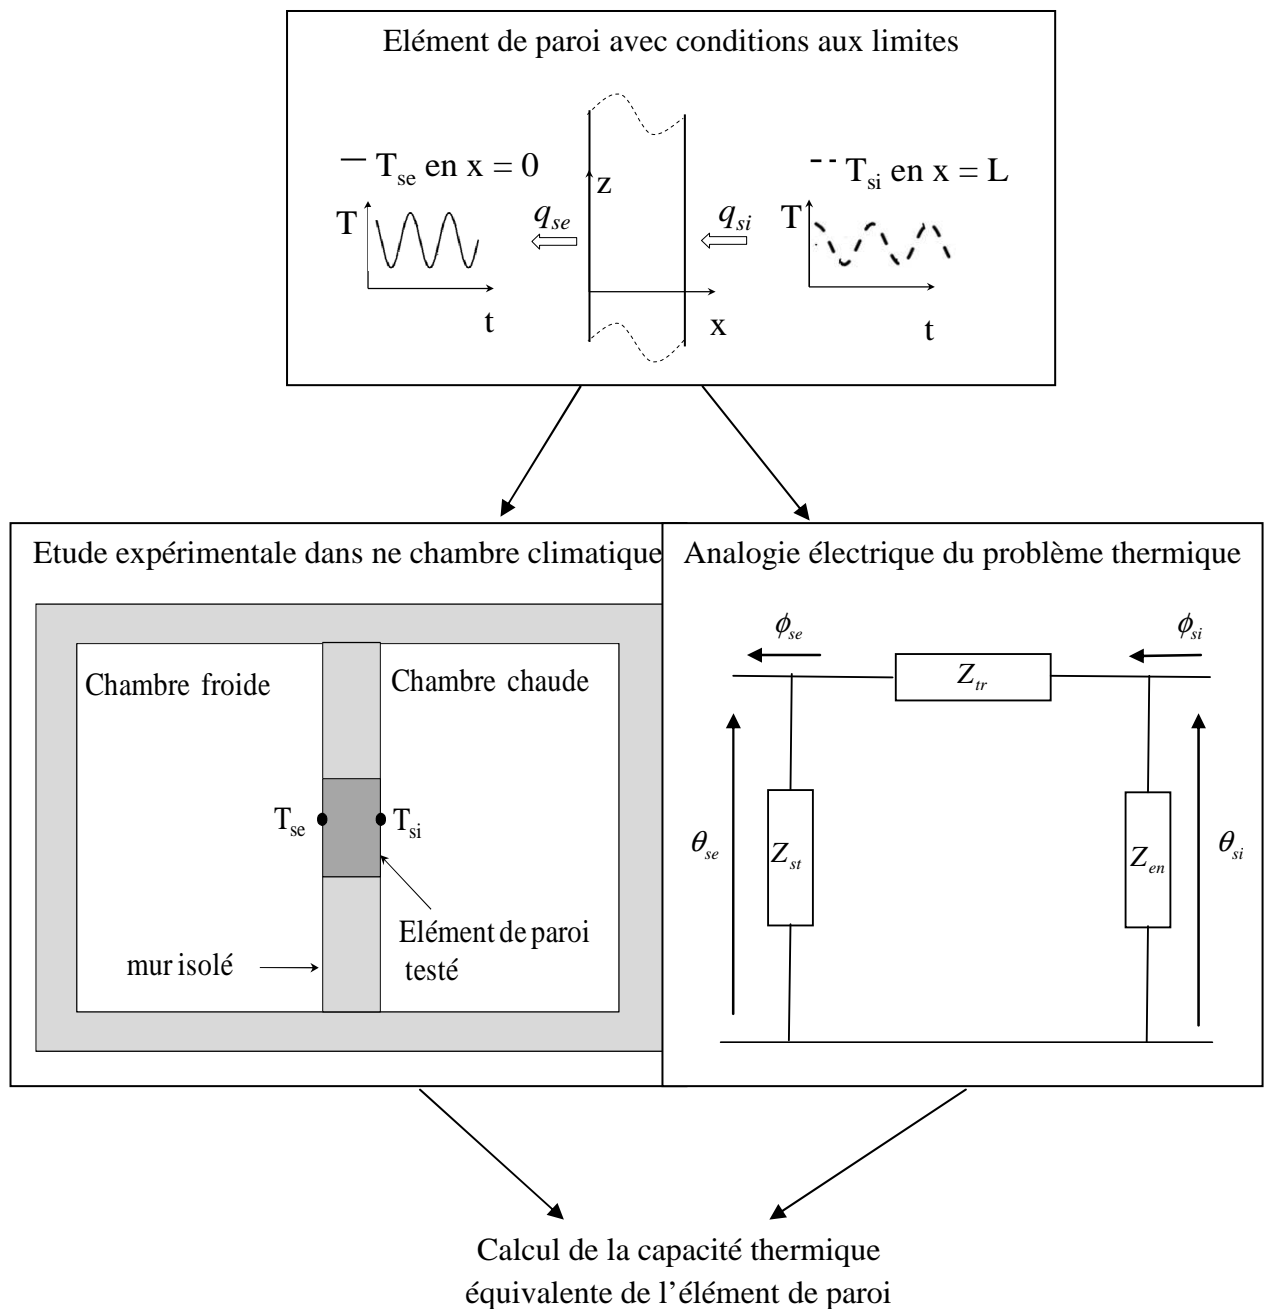 Elément de paroi avec conditions aux limites
T_se en x = 0
T_si en x = L
z
T
q_se
q_si
T
t
x
t
Etude expérimentale dans ne chambre climatique
Analogie électrique du problème thermique
ϕ_se
ϕ_si
Chambre froide
Chambre chaude
Z_tr
T_se
T_si
θ_se
Z_st
Z_en
θ_si
Elément de paroi
testé
mur isolé
Calcul de la capacité thermique
équivalente de l’élément de paroi